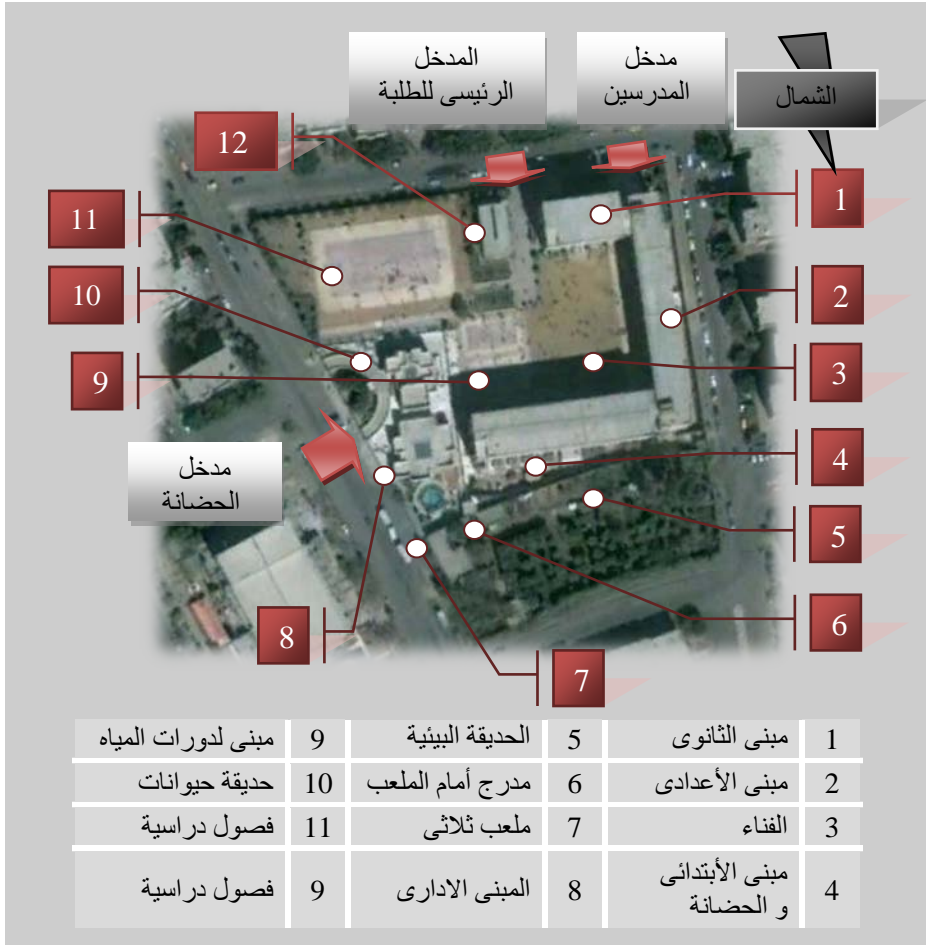 المدخل
الرئيسى للطلبة
مدخل
المدرسين
الشمال
12
1
11
2
10
3
9
مدخل
الحضانة
4
5
6
8
7
1 مبنى الثانوى 5 الحديقة البيئية 9 مبنى لدورات المياه
2 مبنى الأعدادى 6 مدرج أمام الملعب 10 حديقة حيوانات
3 الفناء 7 ملعب ثلاثى 11 فصول دراسية
4 مبنى الأبتدائى
و الحضانة 8 المبنى الادارى 9 فصول دراسية